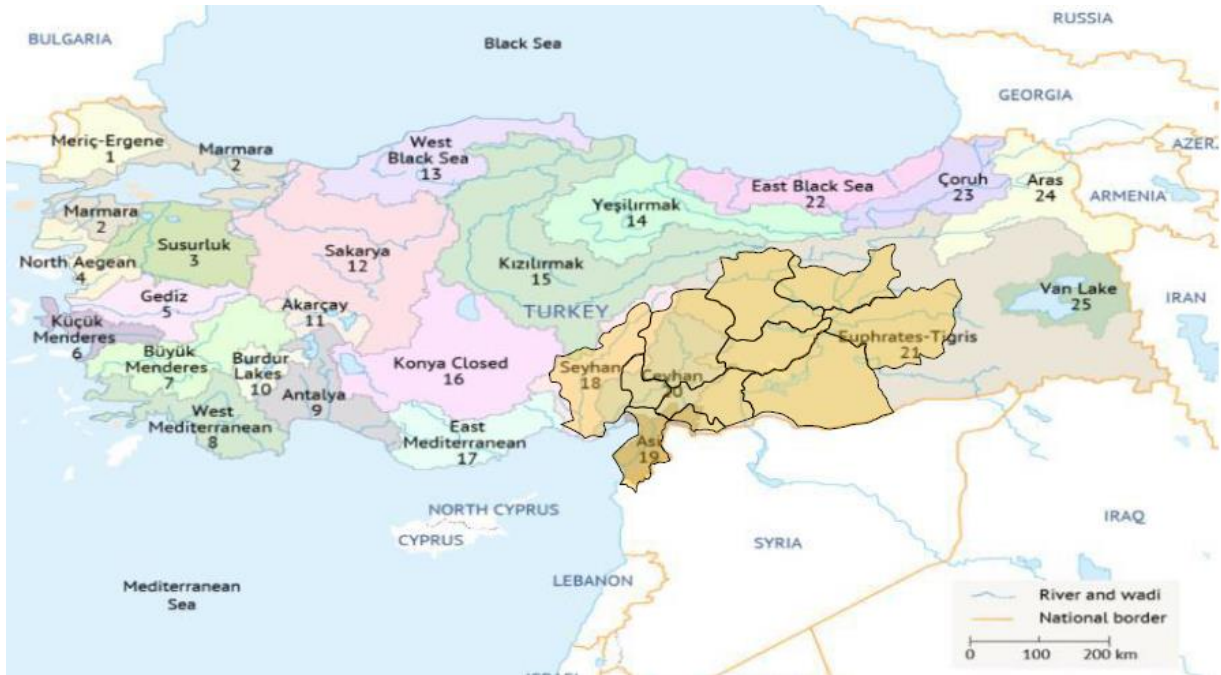 RUSSIA
BULGARIA
Black Sea
GEORGIA
Meriç-Ergene
1
Marmara
2
West
Black Sea
13
AZER
East Black Sea
22
Çoruh
23
Aras
24
ARMENIA
Marmara
2
Yeşilırmak
14
Susurluk
3
Sakarya
12
North Aegean
4
Kızılırmak
15
Van Lake
25
IRAN
Gediz
5
Akarçay
11
TURKEY
Küçük
Menderes
6
Büyük
Menderes
7
Burdur
Lakes
10
Euphrates-Tigris
21
Konya Closed
16
Seyhan
18
Ceyhan
20
Antalya
9
West
Mediterranean
8
East
Mediterranean
17
Ası
19
NORTH CYPRUS
CYPRUS
SYRIA
IRAQ
LEBANON
Mediterranean
Sea
River and wadi
National border
0 100 200 km